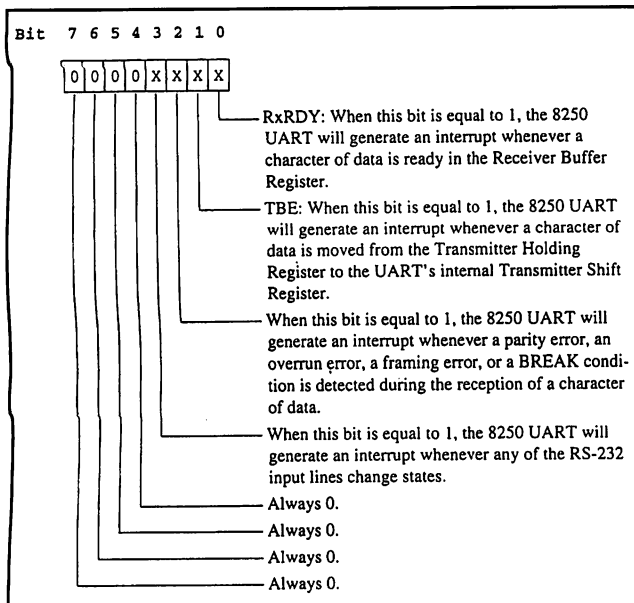 Bit 7 6 5 4 3 2 1 0
0 0 0 0 X X X X
RxRDY: When this bit is equal to 1, the 8250
UART will generate an interrupt whenever a
character of data is ready in the Receiver Buffer
Register.
TBE: When this bit is equal to 1, the 8250 UART
will generate an interrupt whenever a character of
data is moved from the Transmitter Holding
Register to the UART's internal Transmitter Shift
Register.
When this bit is equal to 1, the 8250 UART will
generate an interrupt whenever a parity error, an
overrun error, a framing error, or a BREAK condi-
tion is detected during the reception of a character
of data.
When this bit is equal to 1, the 8250 UART will
generate an interrupt whenever any of the RS-232
input lines change states.
Always 0.
Always 0.
Always 0.
Always 0.